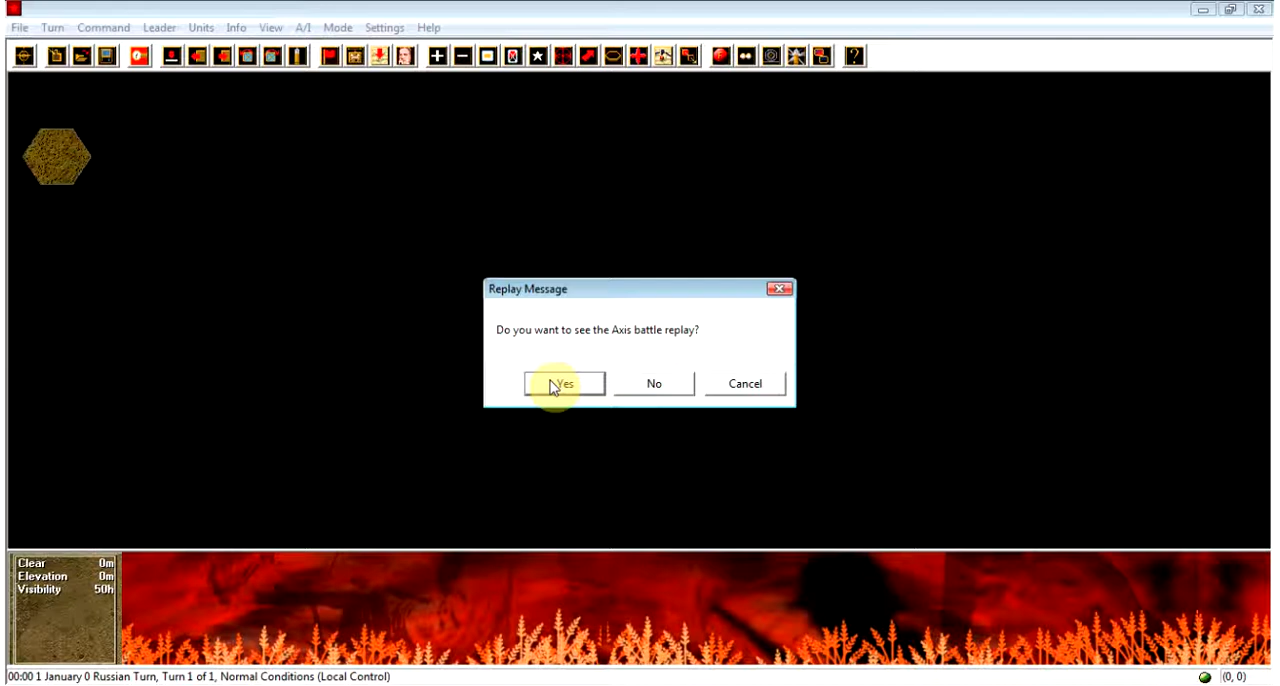 File Turn Command Leader Units Info View A/I Mode Settings Help
Replay Message
Do you want to see the Axis battle replay?
Yes No Cancel
Clear 0m
Elevation 0m
Visibility 50h
00:00 1 January 0 Russian Turn, Turn 1 of 1, Normal Conditions (Local Control) (0, 0)